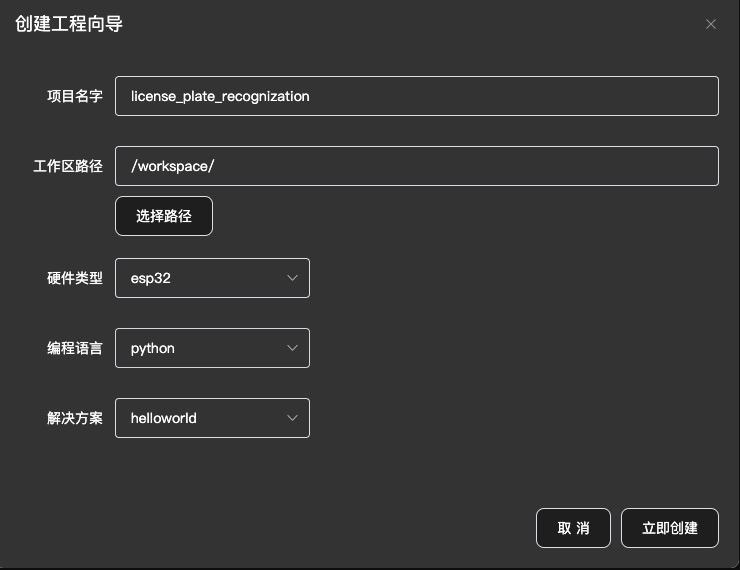 创建工程向导
项目名字 license_plate_recognization
工作区路径 /workspace/
选择路径
硬件类型 esp32
编程语言 python
解决方案 helloworld
取 消 立即创建